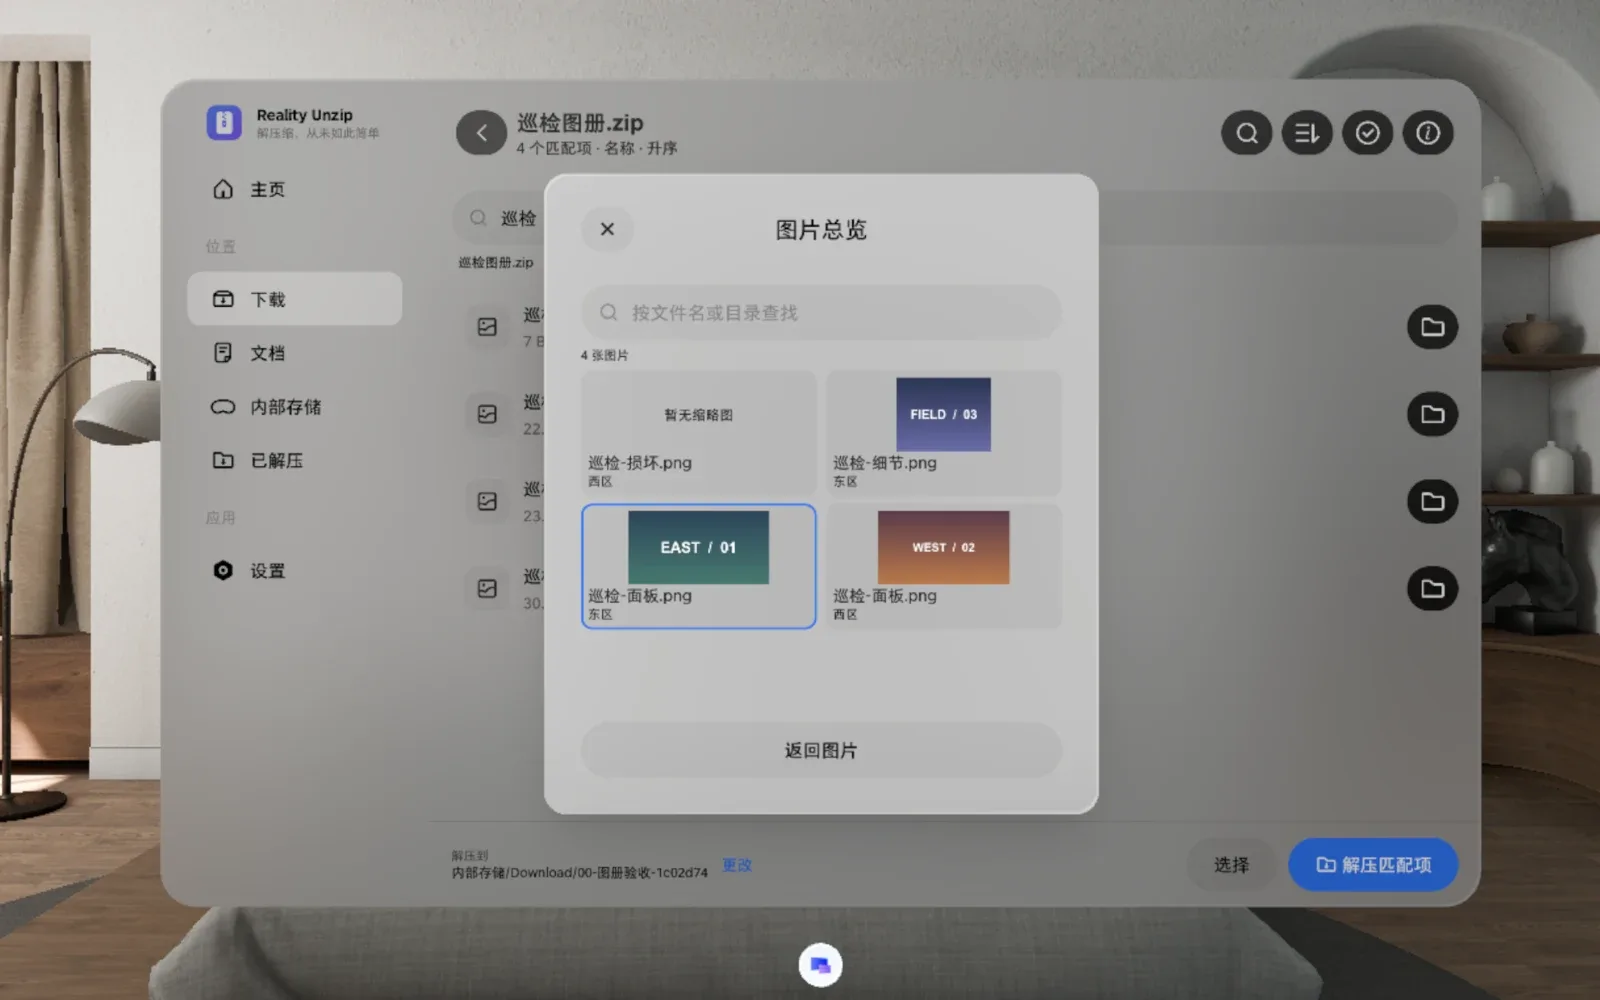 Reality Unzip
解压缩，从未如此简单
主页
位置
下载
文档
内部存储
已解压
应用
设置
巡检图册.zip
4 个匹配项 · 名称 · 升序
巡检
巡检图册.zip
7 B
22.
23.
30.
图片总览
按文件名或目录查找
4 张图片
暂无缩略图
巡检-损坏.png
西区
FIELD / 03
巡检-细节.png
东区
EAST / 01
巡检-面板.png
东区
WEST / 02
巡检-面板.png
西区
返回图片
解压到
内部存储/Download/00-图册验收-1c02d74
更改
选择
解压匹配项